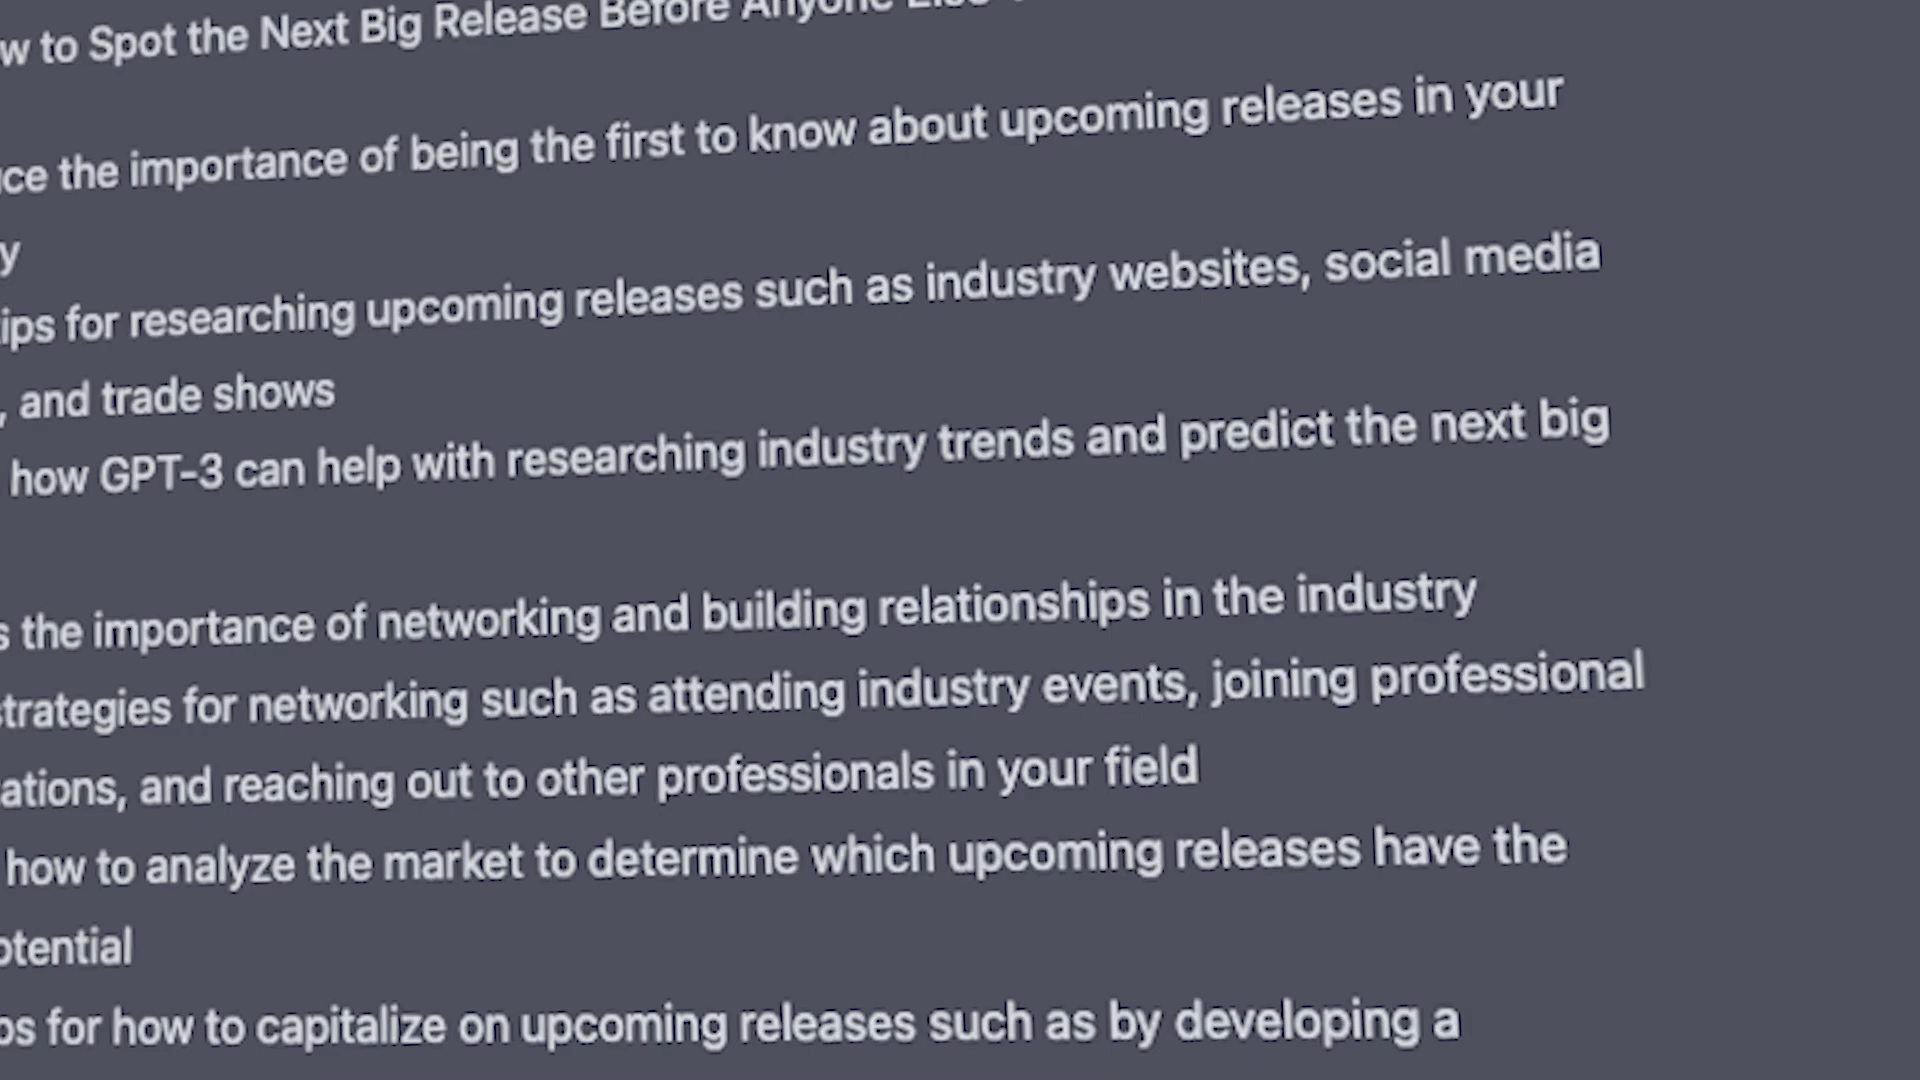 w to Spot the Next Big Release Before Anyone
ce the importance of being the first to know about upcoming releases in your
y
ips for researching upcoming releases such as industry websites, social media
, and trade shows
how GPT-3 can help with researching industry trends and predict the next big
s the importance of networking and building relationships in the industry
strategies for networking such as attending industry events, joining professional
ations, and reaching out to other professionals in your field
how to analyze the market to determine which upcoming releases have the
otential
os for how to capitalize on upcoming releases such as by developing a